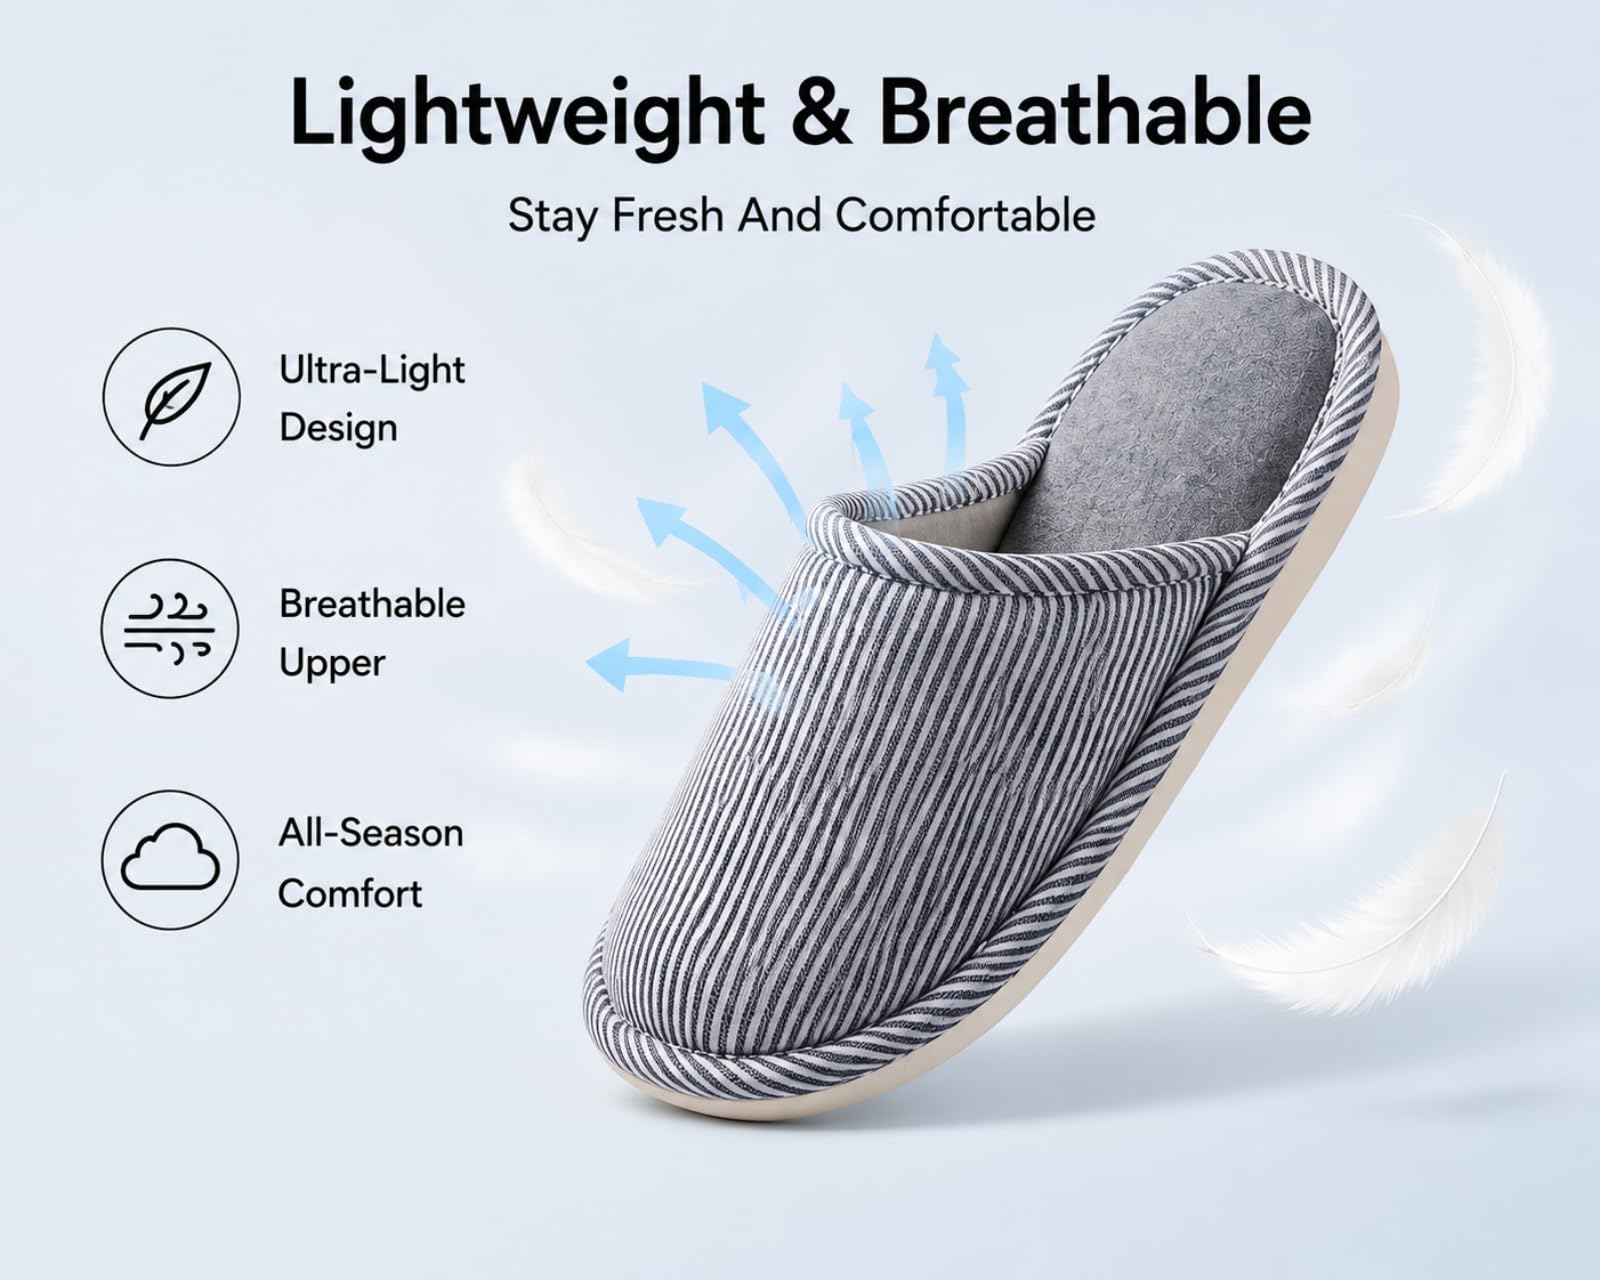 Lightweight & Breathable
Stay Fresh And Comfortable
Ultra-Light
Design
Breathable
Upper
All-Season
Comfort